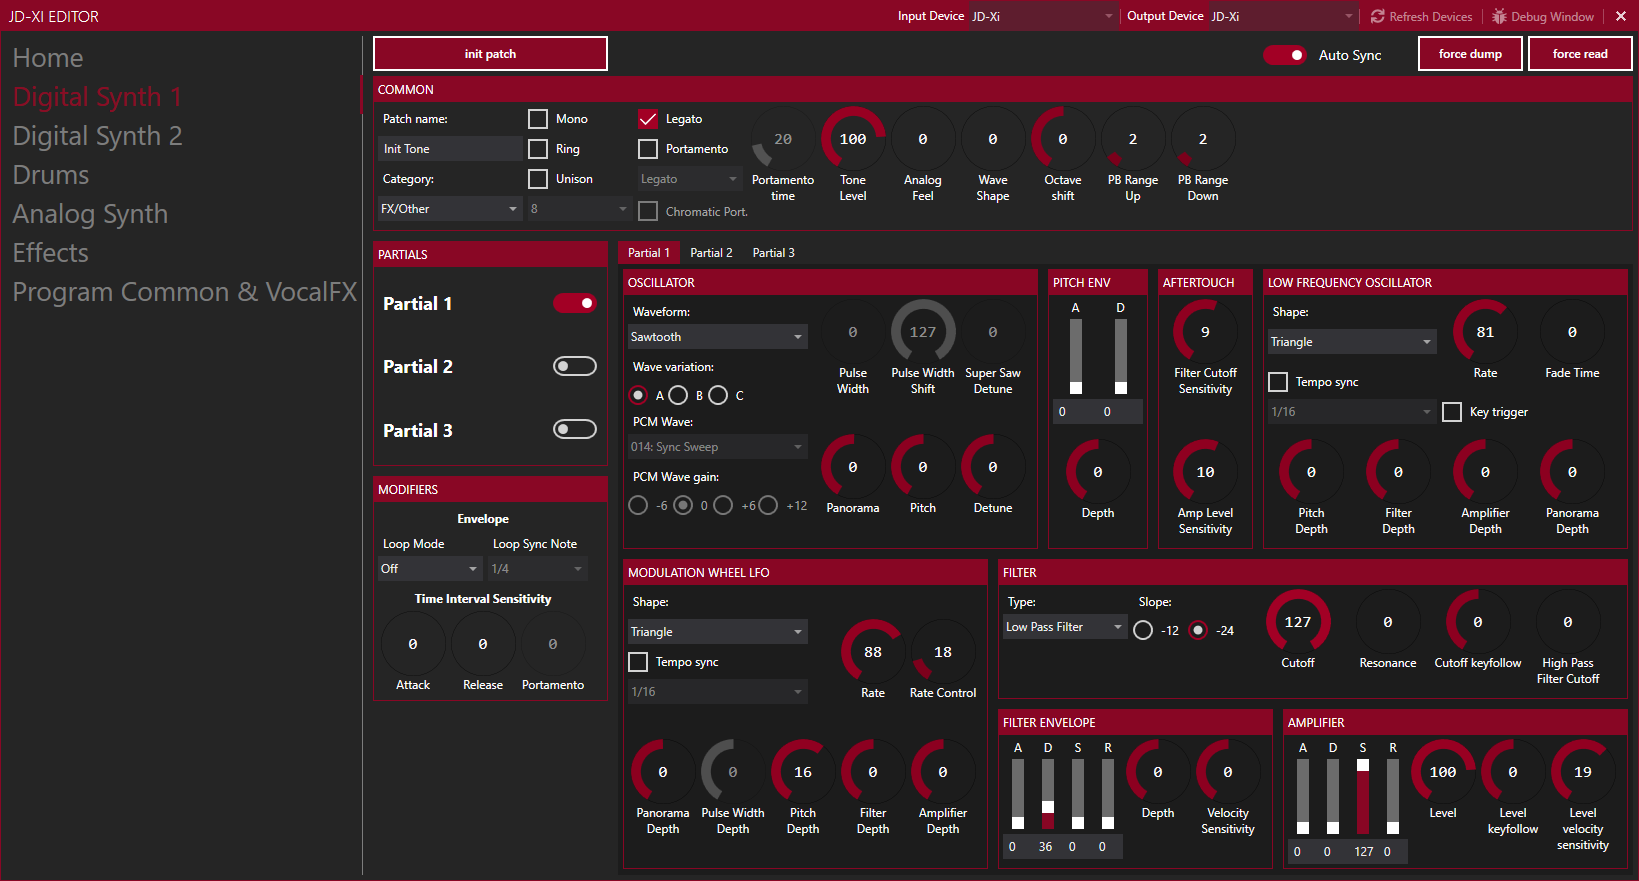 JD-XI EDITOR
Input Device JD-Xi Output Device JD-Xi Refresh Devices Debug Window
Home
Digital Synth 1
Digital Synth 2
Drums
Analog Synth
Effects
Program Common & VocalFX
init patch
Auto Sync
force dump
force read
COMMON
Patch name:
Init Tone
Category:
FX/Other
Mono
Ring
Unison
8
Legato
Portamento
Legato
Chromatic Port.
20
Portamento
time
100
Tone
Level
0
Analog
Feel
0
Wave
Shape
0
Octave
shift
2
PB Range
Up
2
PB Range
Down
PARTIALS
Partial 1
Partial 2
Partial 3
MODIFIERS
Envelope
Loop Mode Loop Sync Note
Off 1/4
Time Interval Sensitivity
0 0 0
Attack Release Portamento
Partial 1 Partial 2 Partial 3
OSCILLATOR
Waveform:
Sawtooth
Wave variation:
A B C
PCM Wave:
014: Sync Sweep
PCM Wave gain:
-6 0 +6 +12
0
Pulse
Width
127
Pulse Width
Shift
0
Super Saw
Detune
0
Panorama
0
Pitch
0
Detune
PITCH ENV
A D
0 0
0
Depth
AFTERTOUCH
9
Filter Cutoff
Sensitivity
10
Amp Level
Sensitivity
LOW FREQUENCY OSCILLATOR
Shape:
Triangle
Tempo sync
1/16
Key trigger
81
Rate
0
Fade Time
0
Pitch
Depth
0
Filter
Depth
0
Amplifier
Depth
0
Panorama
Depth
MODULATION WHEEL LFO
Shape:
Triangle
Tempo sync
1/16
88
Rate
18
Rate Control
0
Panorama
Depth
0
Pulse Width
Depth
16
Pitch
Depth
0
Filter
Depth
0
Amplifier
Depth
FILTER
Type:
Low Pass Filter
Slope:
-12 -24
127
Cutoff
0
Resonance
0
Cutoff keyfollow
0
High Pass
Filter Cutoff
FILTER ENVELOPE
A D S R
0 36 0 0
0
Depth
0
Velocity
Sensitivity
AMPLIFIER
A D S R
0 0 127 0
100
Level
0
Level
keyfollow
19
Level
velocity
sensitivity